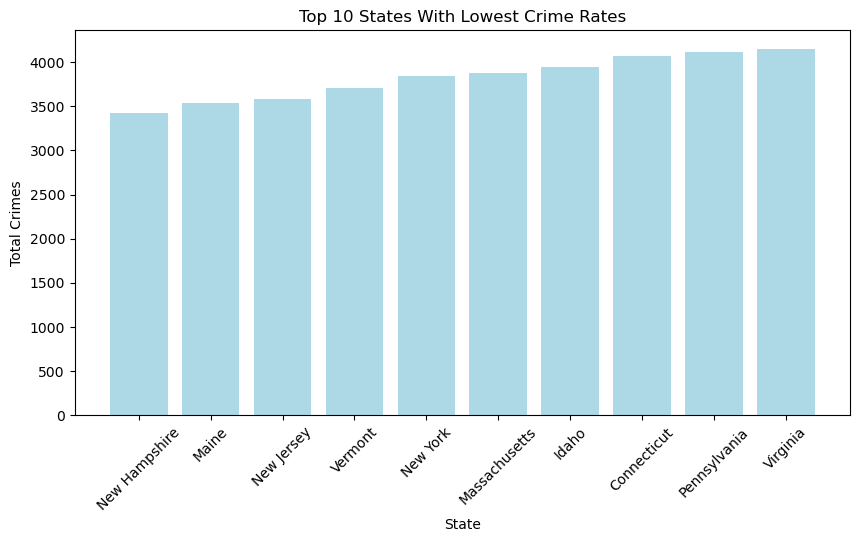 Top 10 States With Lowest Crime Rates
Total Crimes
4000
3500
3000
2500
2000
1500
1000
500
0
New Hampshire
Maine
New Jersey
Vermont
New York
Massachusetts
Idaho
Connecticut
Pennsylvania
Virginia
State